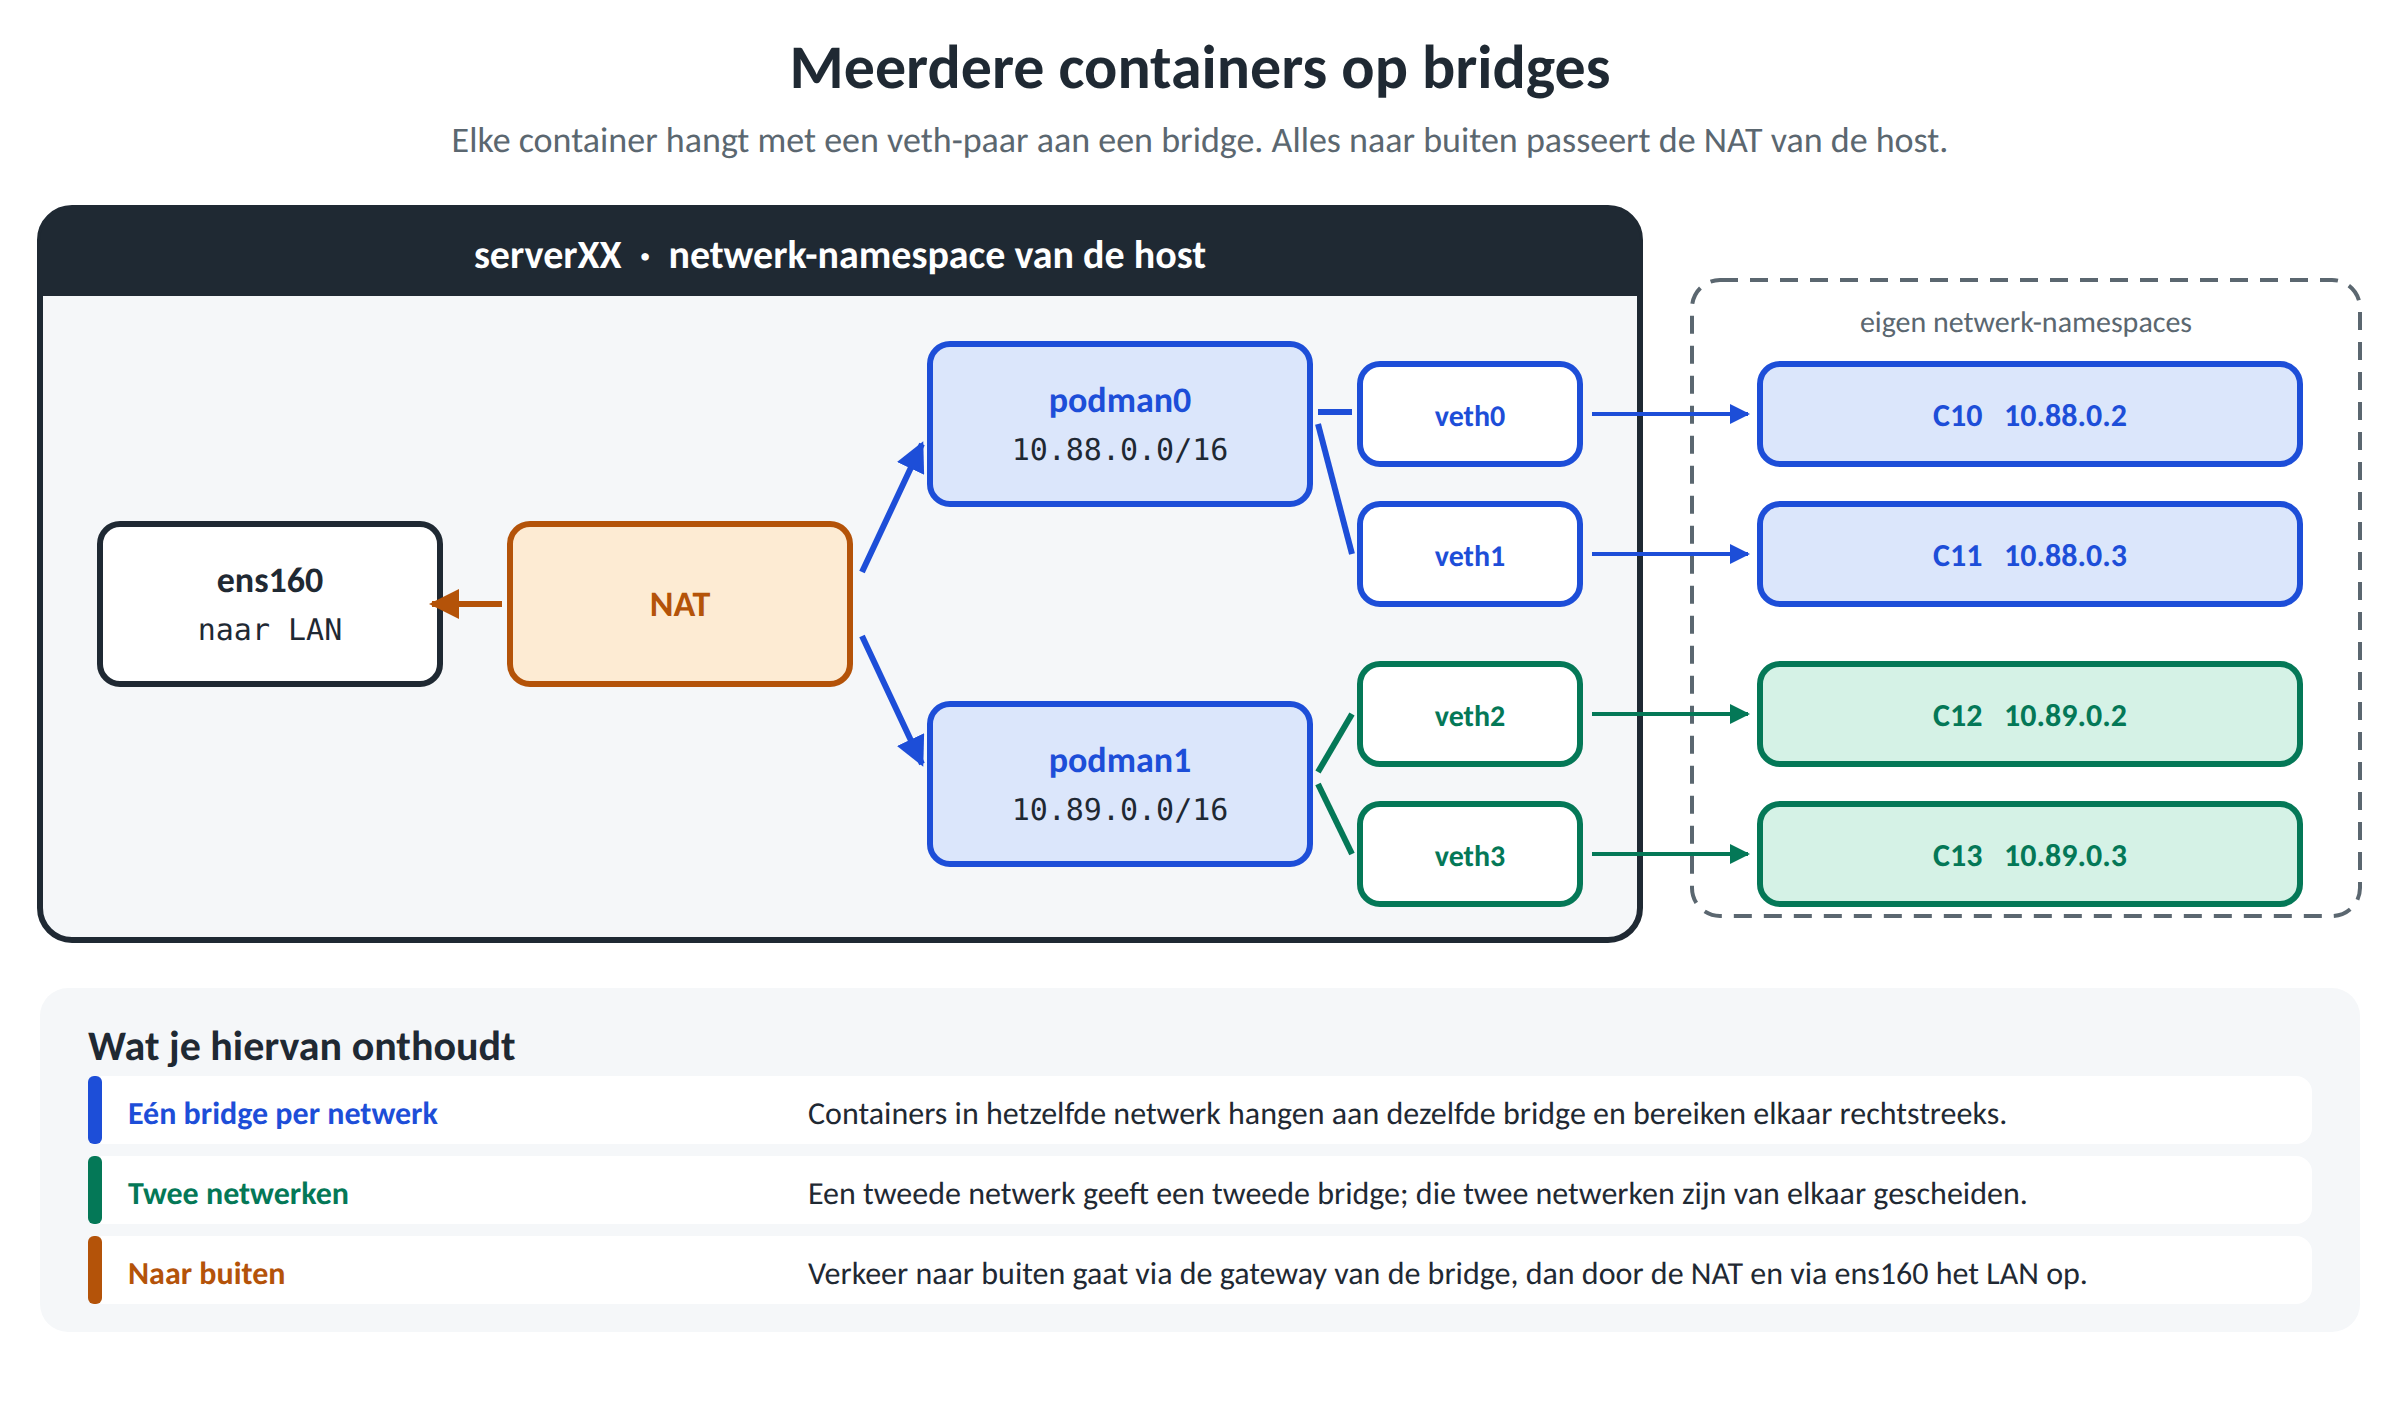 Meerdere containers op bridges
Elke container hangt met een veth-paar aan een bridge. Alles naar buiten passeert de NAT van de host.
serverXX · netwerk-namespace van de host
eigen netwerk-namespaces
ens160
naar LAN
NAT
podman0
10.88.0.0/16
podman1
10.89.0.0/16
veth0
veth1
veth2
veth3
C10 10.88.0.2
C11 10.88.0.3
C12 10.89.0.2
C13 10.89.0.3
Wat je hiervan onthoudt
Eén bridge per netwerk
Containers in hetzelfde netwerk hangen aan dezelfde bridge en bereiken elkaar rechtstreeks.
Twee netwerken
Een tweede netwerk geeft een tweede bridge; die twee netwerken zijn van elkaar gescheiden.
Naar buiten
Verkeer naar buiten gaat via de gateway van de bridge, dan door de NAT en via ens160 het LAN op.